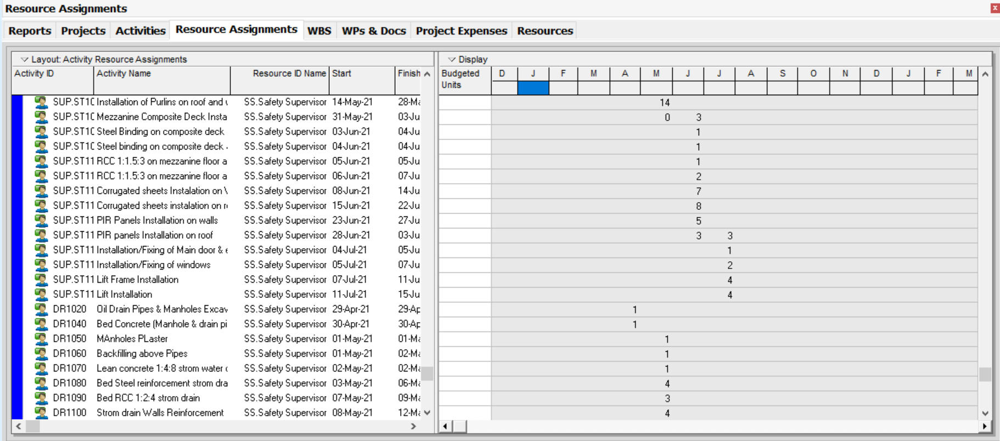 Resource Assignments
Reports Projects Activities Resource Assignments WBS WPs & Docs Project Expenses Resources
Layout: Activity Resource Assignments Display
Activity ID Activity Name Resource ID Name Start Finish Budgeted Units D J F M A M J J A S O N D J F M
SUP.ST1 Installation of Purlins on roof and SS.Safety Supervisor 14-May-21 28-Ma 14
SUP.ST1 Mezzanine Composite Deck Insta SS.Safety Supervisor 31-May-21 03-Ju 0 3
SUP.ST1 Steel Binding on composite deck SS.Safety Supervisor 03-Jun-21 04-Ju 1
SUP.ST1 Steel binding on composite deck SS.Safety Supervisor 04-Jun-21 04-Ju 1
SUP.ST11 RCC 1:1.5:3 on mezzanine floor a SS.Safety Supervisor 05-Jun-21 05-Ju 1
SUP.ST11 RCC 1:1.5:3 on mezzanine floor a SS.Safety Supervisor 06-Jun-21 07-Ju 2
SUP.ST11 Corrugated sheets Instalation on SS.Safety Supervisor 08-Jun-21 14-Ju 7
SUP.ST11 Corrugated sheets instalation on r SS.Safety Supervisor 15-Jun-21 22-Ju 8
SUP.ST11 PIR Panels Installation on walls SS.Safety Supervisor 23-Jun-21 27-Ju 5
SUP.ST11 PIR panels Installation on roof SS.Safety Supervisor 28-Jun-21 03-Ju 3 3
SUP.ST11 Installation/Fixing of Main door & e SS.Safety Supervisor 04-Jul-21 05-Ju 1
SUP.ST11 Installation/Fixing of windows SS.Safety Supervisor 05-Jul-21 07-Ju 2
SUP.ST11 Lift Frame Installation SS.Safety Supervisor 07-Jul-21 11-Ju 4
SUP.ST11 Lift Installation SS.Safety Supervisor 11-Jul-21 15-Ju 4
DR1020 Oil Drain Pipes & Manholes Excav SS.Safety Supervisor 29-Apr-21 29-Ap 1
DR1040 Bed Concrete (Manhole & drain pi SS.Safety Supervisor 30-Apr-21 30-Ap 1
DR1050 MAnholes PLaster SS.Safety Supervisor 01-May-21 01-Ma 1
DR1060 Backfilling above Pipes SS.Safety Supervisor 01-May-21 02-Ma 1
DR1070 Lean concrete 1:4:8 strom water SS.Safety Supervisor 02-May-21 02-Ma 1
DR1080 Bed Steel reinforcement strom dra SS.Safety Supervisor 03-May-21 06-Ma 4
DR1090 Bed RCC 1:2:4 strom drain SS.Safety Supervisor 07-May-21 09-Ma 3
DR1100 Strom drain Walls Reinforcement SS.Safety Supervisor 08-May-21 12-Ma 4